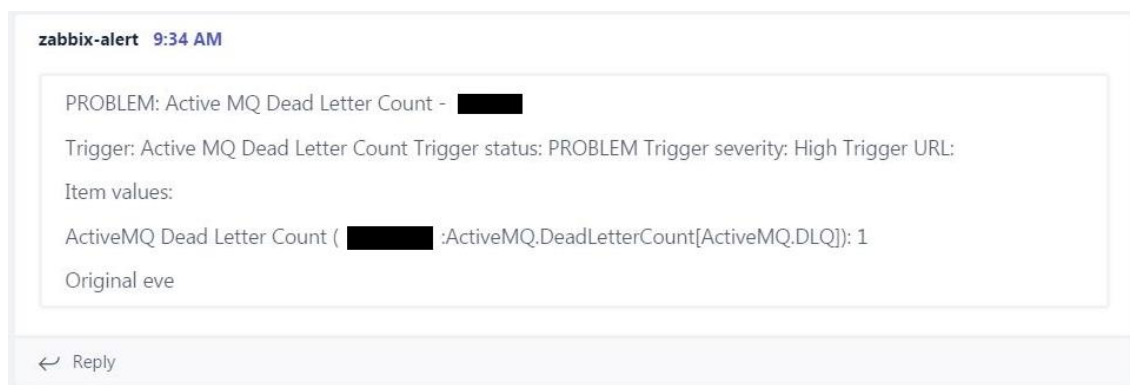 zabbix-alert 9:34 AM
PROBLEM: Active MQ Dead Letter Count -
Trigger: Active MQ Dead Letter Count Trigger status: PROBLEM Trigger severity: High Trigger URL:
Item values:
ActiveMQ Dead Letter Count ( :ActiveMQ.DeadLetterCount[ActiveMQ.DLQ]): 1
Original eve
Reply